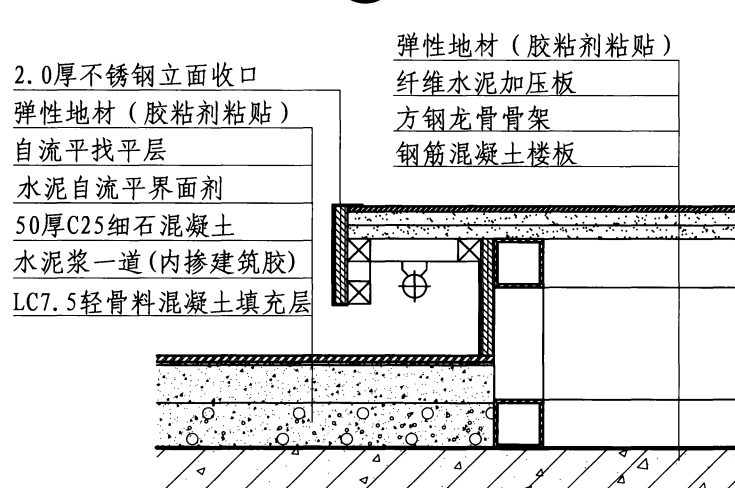 2.0厚不锈钢立面收口
弹性地材（胶粘剂粘贴）
自流平找平层
水泥自流平界面剂
50厚C25细石混凝土
水泥浆一道(内掺建筑胶)
LC7.5轻骨料混凝土填充层
弹性地材（胶粘剂粘贴）
纤维水泥加压板
方钢龙骨骨架
钢筋混凝土楼板